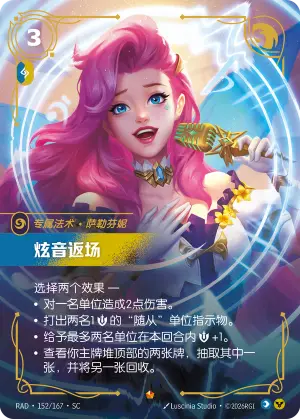 3
专属法术·萨勒芬妮
炫音返场
选择两个效果 —
• 对一名单位造成2点伤害。
• 打出两名1的“随从”单位指示物。
• 给予最多两名单位在本回合内 +1。
• 查看你主牌堆顶部的两张牌，抽取其中一
张，并将另一张回收。
RAD • 152/167 • SC
Luscinia Studio • ©2026RGI